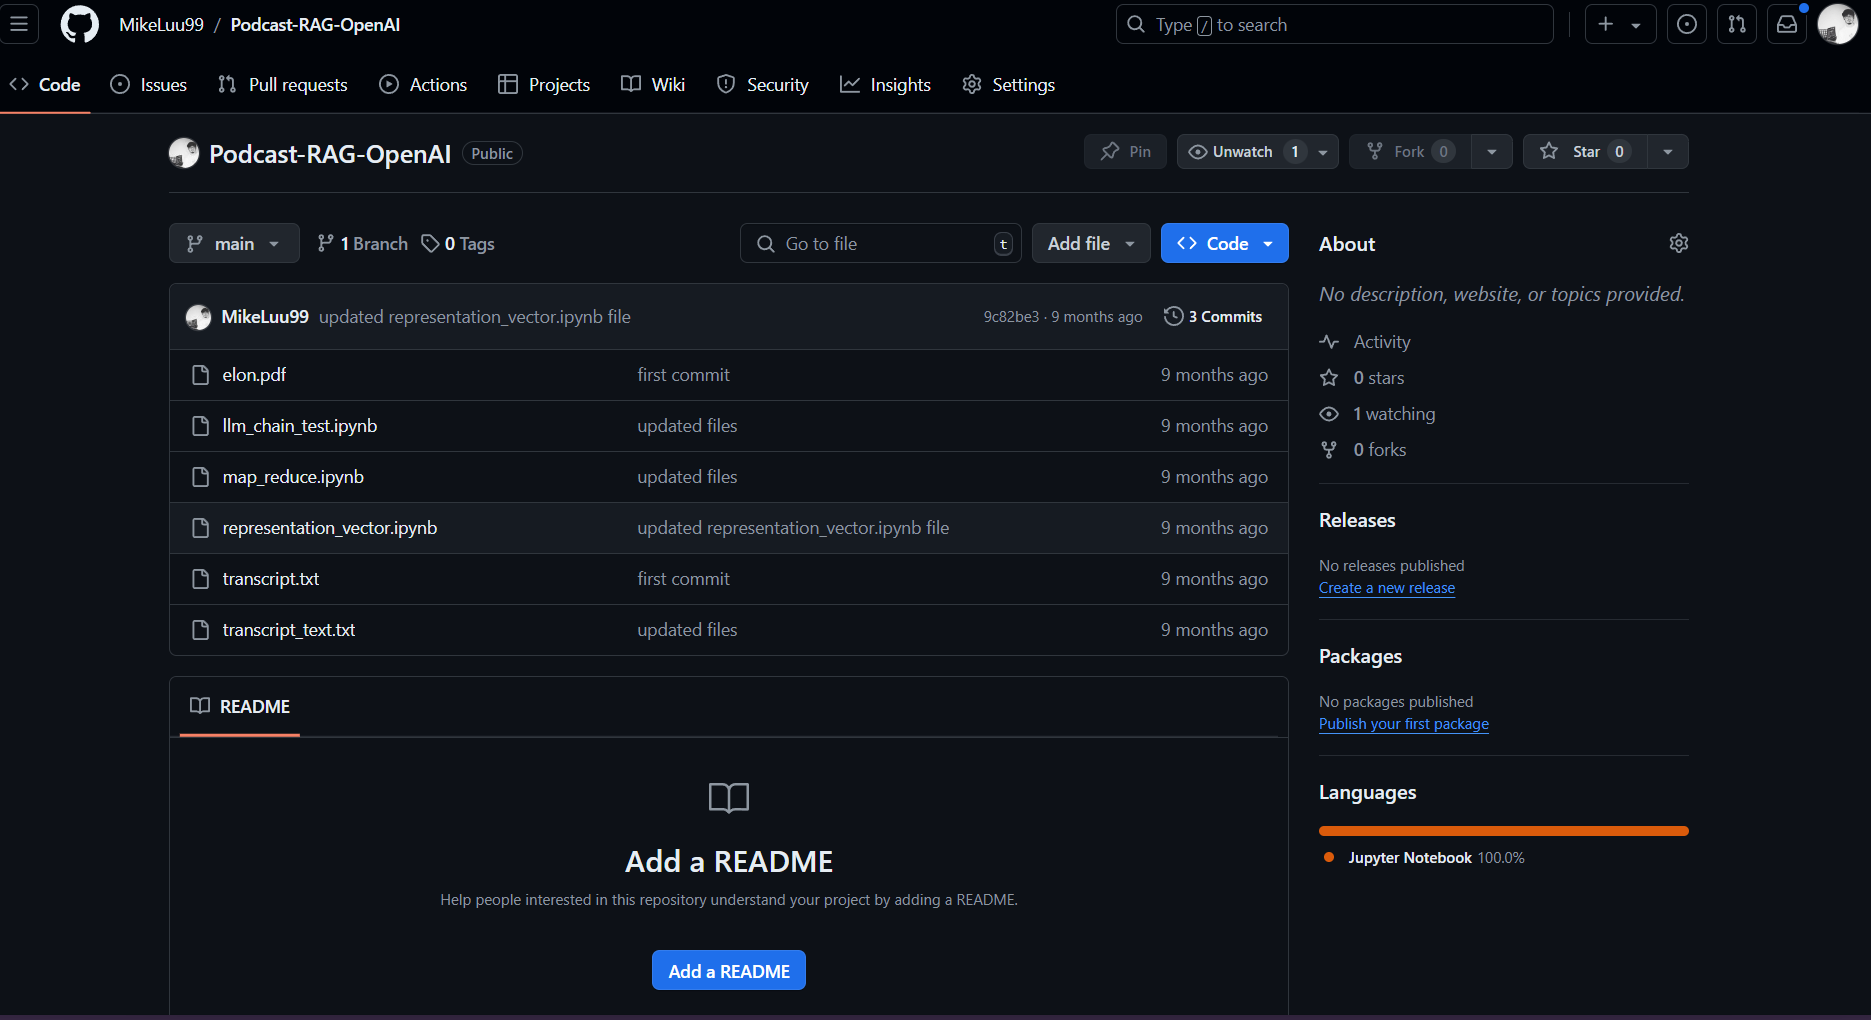 MikeLuu99 / Podcast-RAG-OpenAI
Type / to search
Code Issues Pull requests Actions Projects Wiki Security Insights Settings
Podcast-RAG-OpenAI Public
Pin Unwatch 1 Fork 0 Star 0
main 1 Branch 0 Tags Go to file t Add file Code
MikeLuu99 updated representation_vector.ipynb file 9c82be3 · 9 months ago 3 Commits
elon.pdf first commit 9 months ago
llm_chain_test.ipynb updated files 9 months ago
map_reduce.ipynb updated files 9 months ago
representation_vector.ipynb updated representation_vector.ipynb file 9 months ago
transcript.txt first commit 9 months ago
transcript_text.txt updated files 9 months ago
README
Add a README
Help people interested in this repository understand your project by adding a README.
Add a README
About
No description, website, or topics provided.
Activity
0 stars
1 watching
0 forks
Releases
No releases published
Create a new release
Packages
No packages published
Publish your first package
Languages
Jupyter Notebook 100.0%